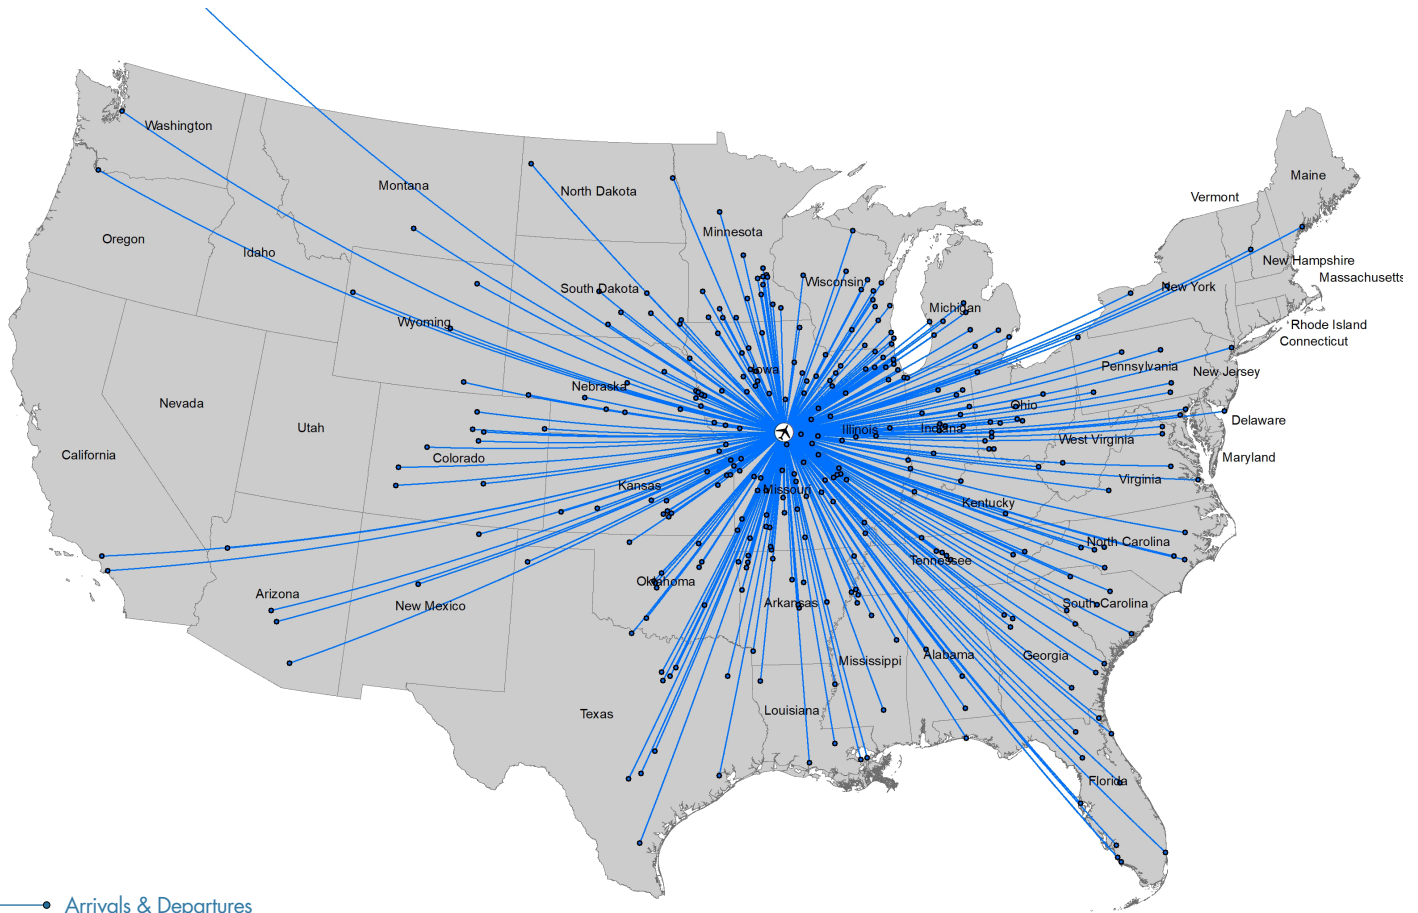 Washington
Maine
Montana
North Dakota
Vermont
Minnesota
Oregon
Idaho
New Hampshire
Massachusetts
Wisconsin
South Dakota
New York
Michigan
Wyoming
Rhode Island
Connecticut
Pennsylvania
Iowa
New Jersey
Nebraska
Nevada
Ohio
Delaware
Utah
Illinois
Indiana
West Virginia
California
Colorado
Maryland
Kansas
Missouri
Virginia
Kentucky
North Carolina
Tennessee
Oklahoma
Arizona
New Mexico
Arkansas
South Carolina
Mississippi
Alabama
Georgia
Texas
Louisiana
Florida
Arrivals & Departures